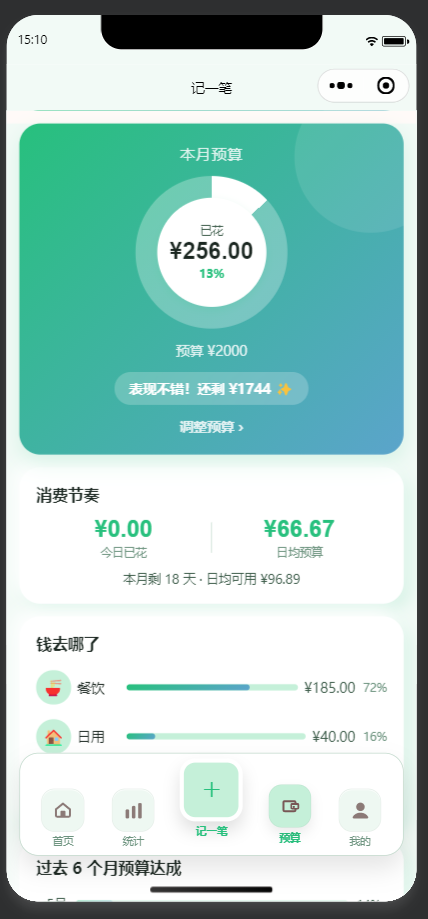 15:10
记一笔
本月预算
已花
¥256.00
13%
预算 ¥2000
表现不错！还剩 ¥1744 ✨
调整预算 ›
消费节奏
¥0.00
今日已花
¥66.67
日均预算
本月剩 18 天 · 日均可用 ¥96.89
钱去哪了
餐饮 ¥185.00 72%
日用 ¥40.00 16%
首页
统计
记一笔
预算
我的
过去 6 个月预算达成